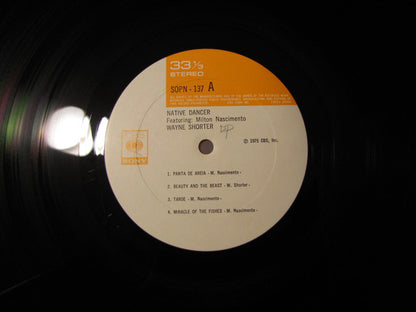 33⅓
STEREO
SOPN-137 A
NATIVE DANCER
Featuring: Milton Nascimento
WAYNE SHORTER
Ⓟ 1975 CBS, Inc.
SONY
1. PANTA DE AREIA -M. Nascimento-
2. BEAUTY AND THE BEAST -W. Shorter-
3. TARDE -M. Nascimento-
4. MIRACLE OF THE FISHES -M. Nascimento-